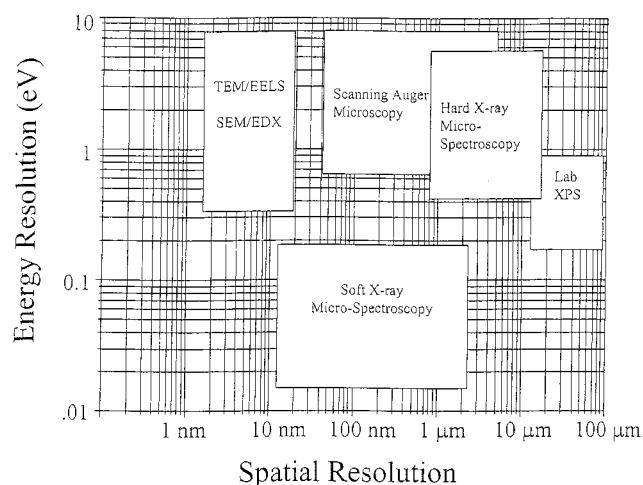 10
1
0.1
.01
Energy Resolution (eV)
TEM/EELS
SEM/EDX
Scanning Auger
Microscopy
Hard X-ray
Micro-
Spectroscopy
Lab
XPS
Soft X-ray
Micro-Spectroscopy
1 nm
10 nm
100 nm
1 μm
10 μm
100 μm
Spatial Resolution